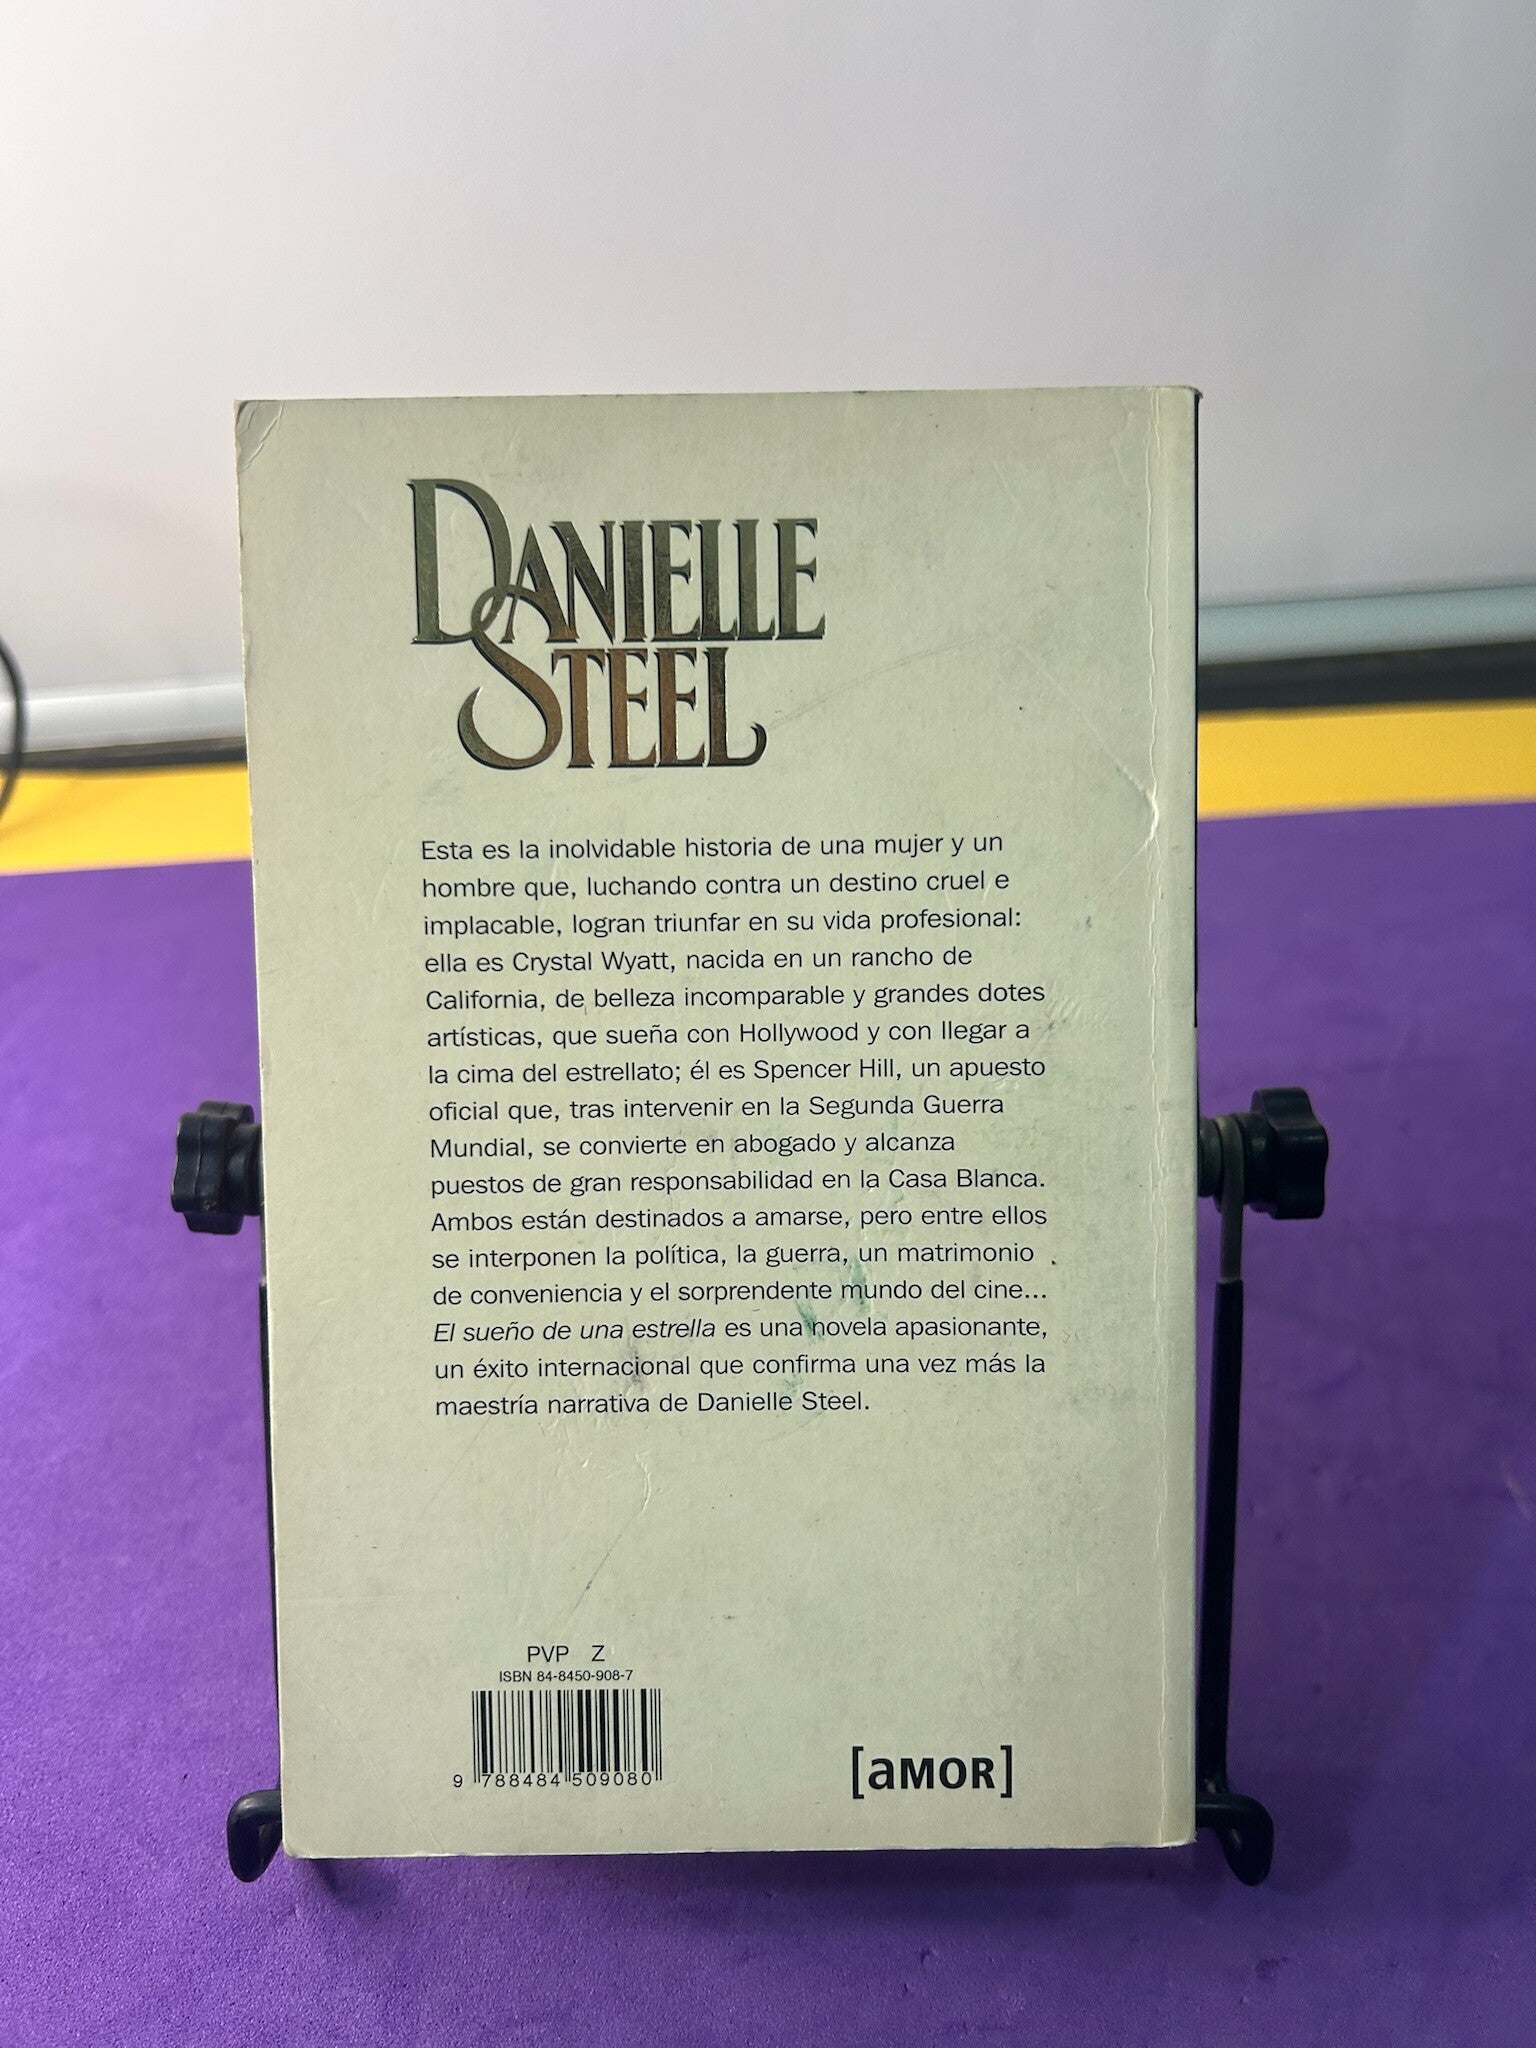 DANIELLE
STEEL
Esta es la inolvidable historia de una mujer y un
hombre que, luchando contra un destino cruel e
implacable, logran triunfar en su vida profesional:
ella es Crystal Wyatt, nacida en un rancho de
California, de belleza incomparable y grandes dotes
artísticas, que sueña con Hollywood y con llegar a
la cima del estrellato; él es Spencer Hill, un apuesto
oficial que, tras intervenir en la Segunda Guerra
Mundial, se convierte en abogado y alcanza
puestos de gran responsabilidad en la Casa Blanca.
Ambos están destinados a amarse, pero entre ellos
se interponen la política, la guerra, un matrimonio
de conveniencia y el sorprendente mundo del cine...
El sueño de una estrella es una novela apasionante,
un éxito internacional que confirma una vez más la
maestría narrativa de Danielle Steel.
PVP Z
ISBN 84-8450-908-7
9 788484 509080
[aMOR]